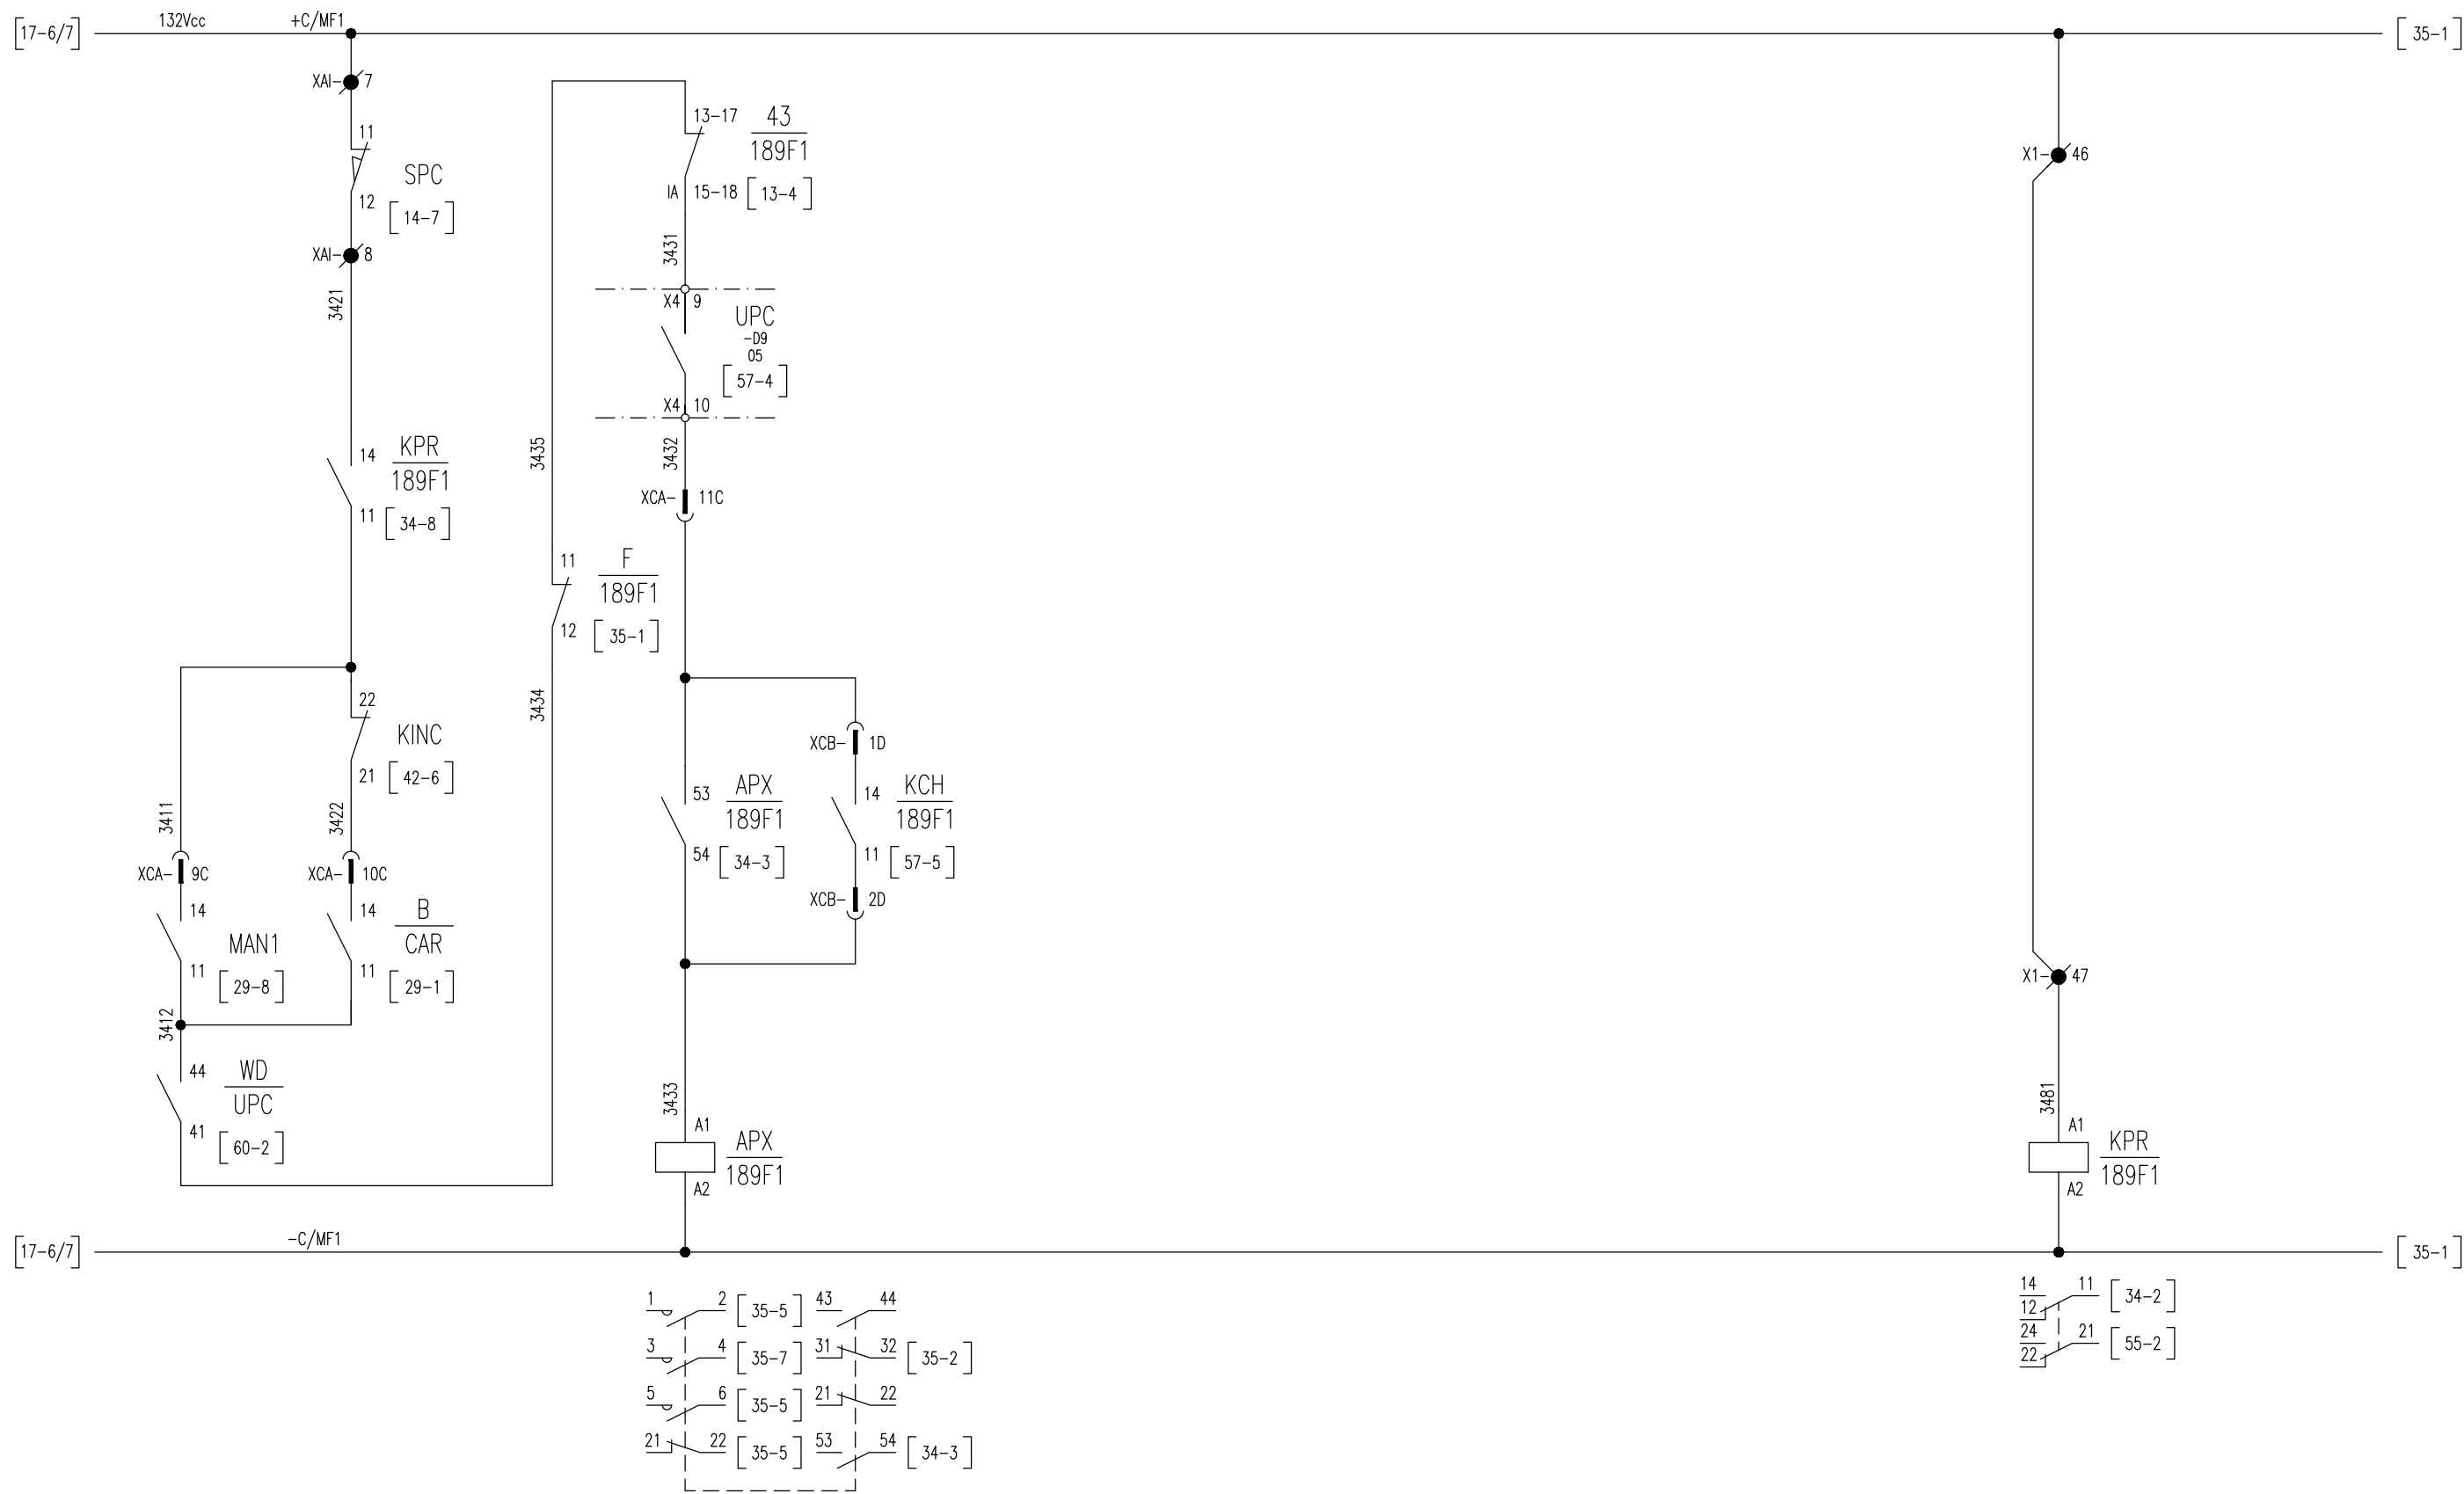 [17-6/7] 132Vcc +C/MF1 [35-1]
XAI- 7
11
SPC
12 [14-7]
XAI- 8
3421
14 KPR
189F1
11 [34-8]
22
KINC
21 [42-6]
3411
3422
XCA- 9C
XCA- 10C
14
MAN1
11 [29-8]
14 B
CAR
11 [29-1]
3412
44 WD
UPC
41 [60-2]
3435
11 F
189F1
12 [35-1]
3434
13-17 43
189F1
IA 15-18 [13-4]
3431
X4 9
UPC
-D9
05
[57-4]
X4 10
3432
XCA- 11C
53 APX
189F1
54 [34-3]
XCB- 1D
14 KCH
189F1
11 [57-5]
XCB- 2D
3433
A1
APX
189F1
A2
X1- 46
X1- 47
3481
A1
KPR
189F1
A2
[17-6/7] -C/MF1 [35-1]
1 2 [35-5] 43 44
3 4 [35-7] 31 32 [35-2]
5 6 [35-5] 21 22
21 22 [35-5] 53 54 [34-3]
14 11 [34-2]
12
24 21 [55-2]
22